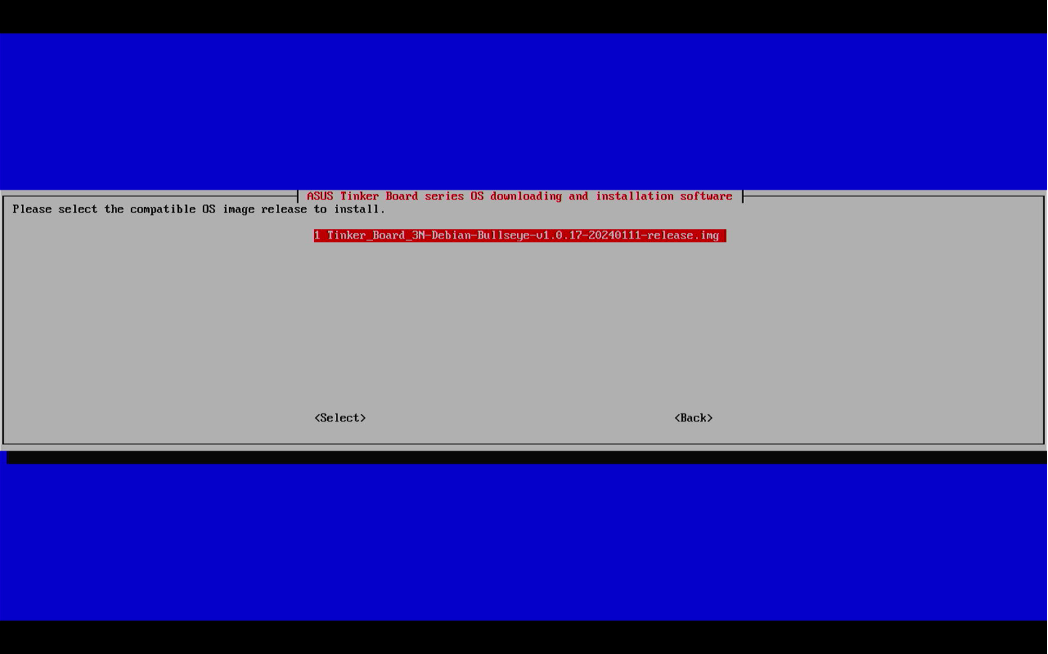 ASUS Tinker Board series OS downloading and installation software
Please select the compatible OS image release to install.
1 Tinker_Board_3N-Debian-Bullseye-v1.0.17-20240111-release.img
<Select> <Back>